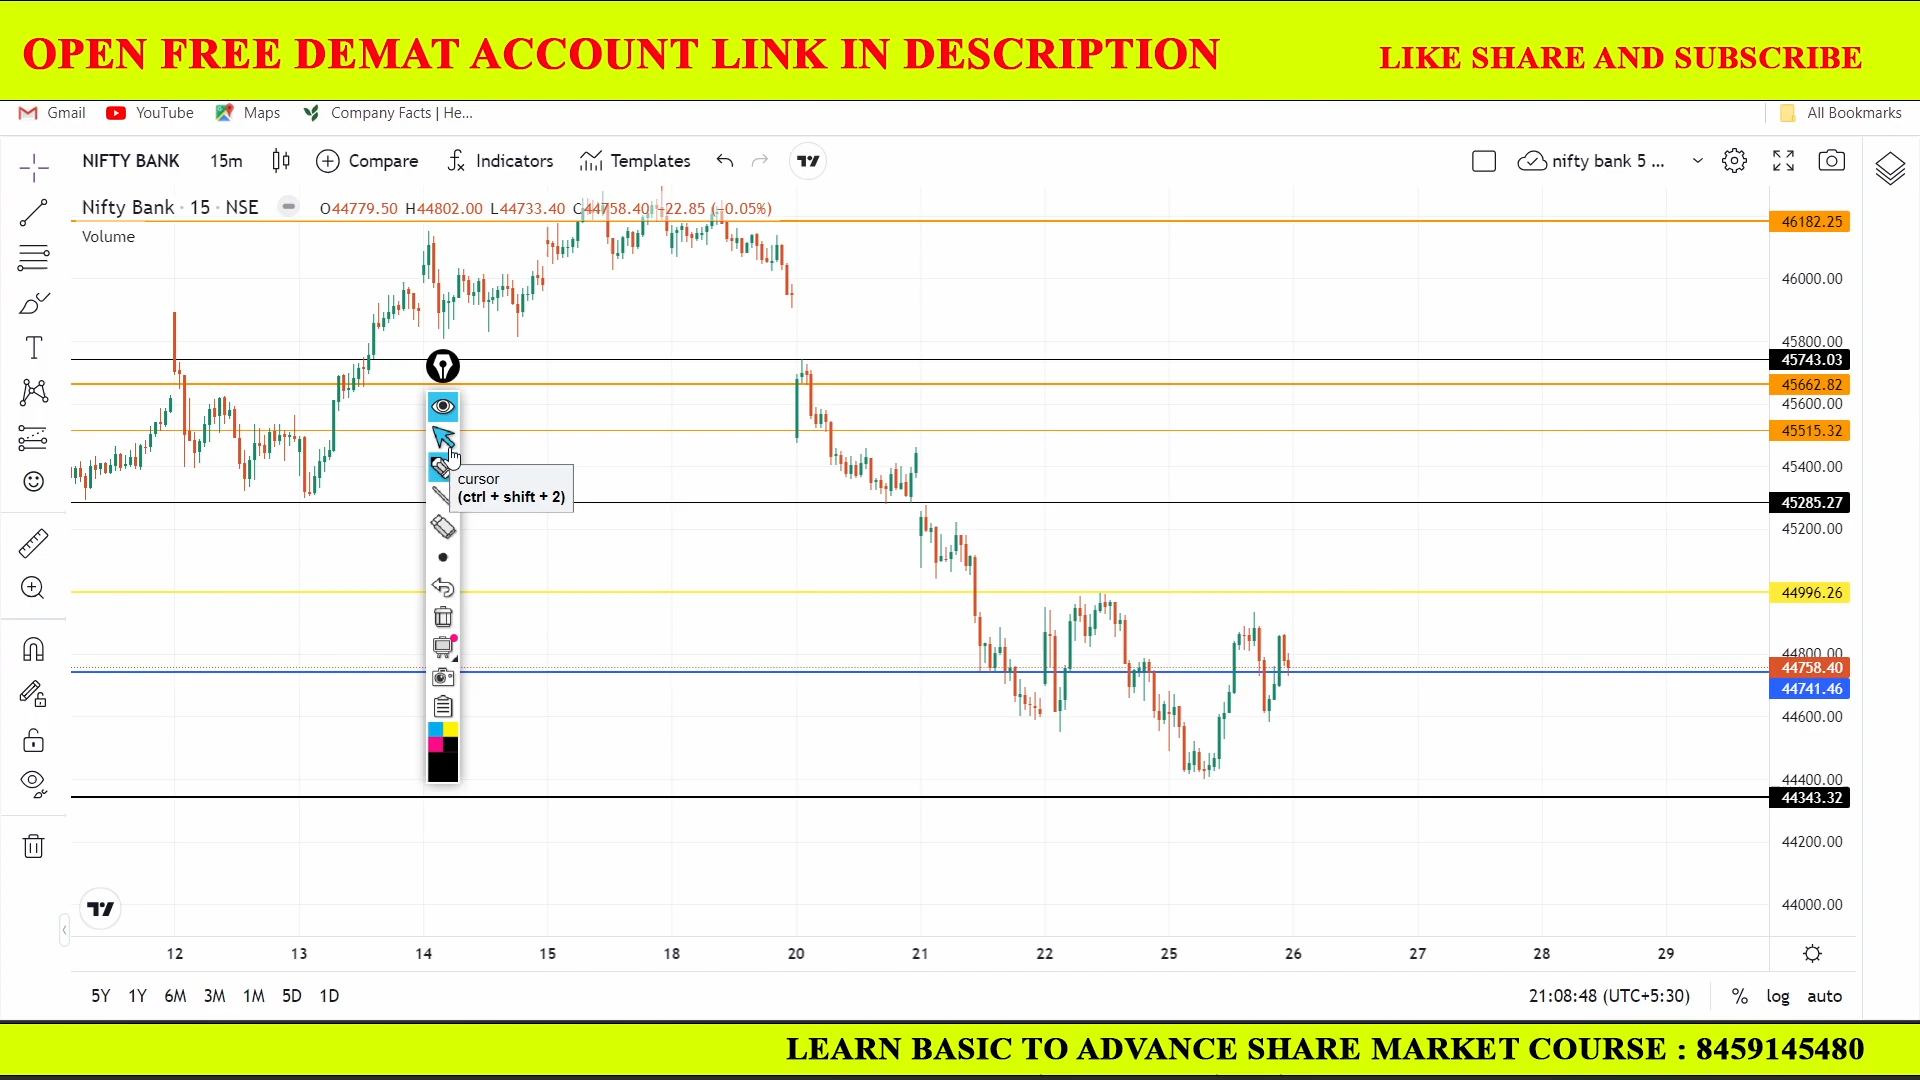 OPEN FREE DEMAT ACCOUNT LINK IN DESCRIPTION
LIKE SHARE AND SUBSCRIBE
Gmail YouTube Maps Company Facts | He... All Bookmarks
NIFTY BANK 15m Compare Indicators Templates nifty bank 5 ...
Nifty Bank · 15 · NSE O44779.50 H44802.00 L44733.40 C44758.40 −22.85 (−0.05%)
Volume
46182.25
46000.00
45800.00
45743.03
45662.82
45600.00
45515.32
45400.00
45285.27
45200.00
44996.26
44800.00
44758.40
44741.46
44600.00
44400.00
44343.32
44200.00
44000.00
cursor
(ctrl + shift + 2)
12 13 14 15 18 20 21 22 25 26 27 28 29
5Y 1Y 6M 3M 1M 5D 1D 21:08:48 (UTC+5:30) % log auto
LEARN BASIC TO ADVANCE SHARE MARKET COURSE : 8459145480